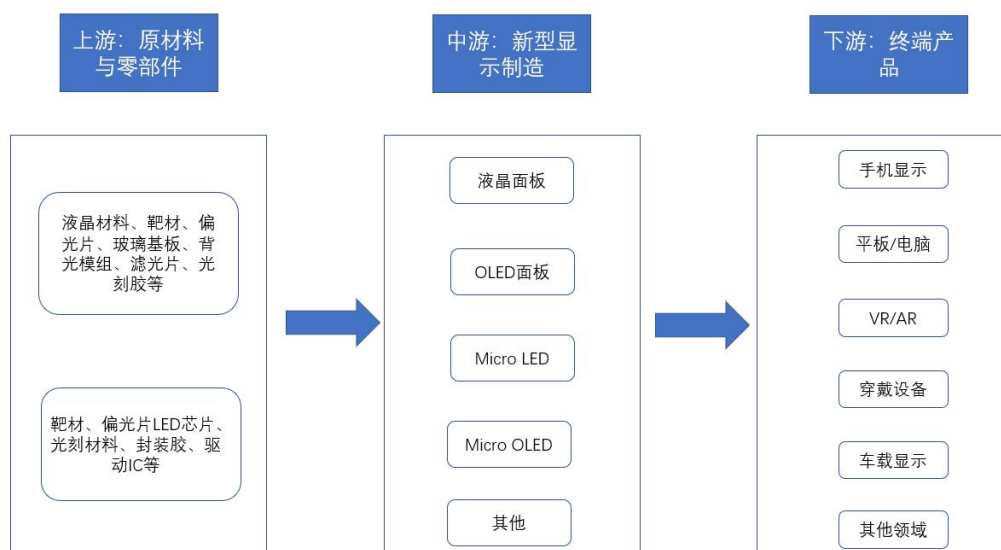 上游：原材料
与零部件
中游：新型显
示制造
下游：终端产
品
液晶材料、靶材、偏
光片、玻璃基板、背
光模组、滤光片、光
刻胶等
靶材、偏光片LED芯片、
光刻材料、封装胶、驱
动IC等
液晶面板
OLED面板
Micro LED
Micro OLED
其他
手机显示
平板/电脑
VR/AR
穿戴设备
车载显示
其他领域